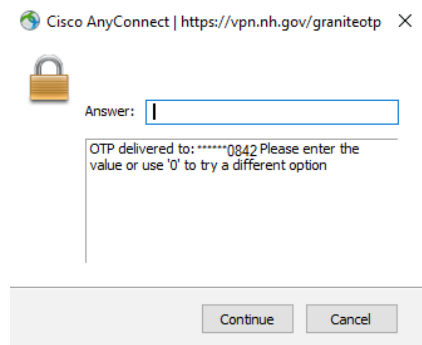 Cisco AnyConnect | https://vpn.nh.gov/graniteotp
Answer:
OTP delivered to: ******0842 Please enter the
value or use '0' to try a different option
Continue Cancel